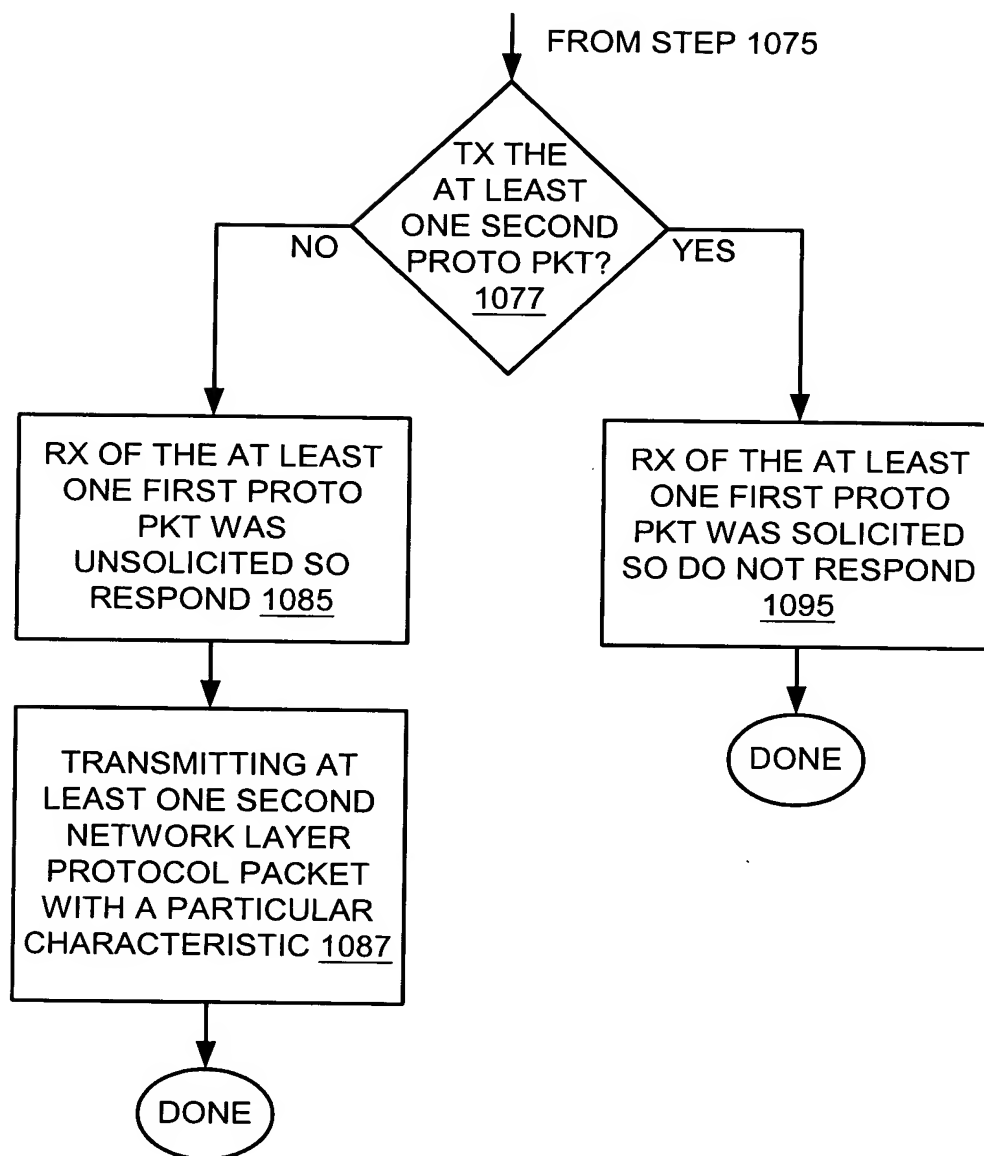 FROM STEP 1075
TX THE
AT LEAST
ONE SECOND
PROTO PKT?
1077
NO
YES
RX OF THE AT LEAST
ONE FIRST PROTO
PKT WAS
UNSOLICITED SO
RESPOND 1085
RX OF THE AT LEAST
ONE FIRST PROTO
PKT WAS SOLICITED
SO DO NOT RESPOND
1095
TRANSMITTING AT
LEAST ONE SECOND
NETWORK LAYER
PROTOCOL PACKET
WITH A PARTICULAR
CHARACTERISTIC 1087
DONE
DONE